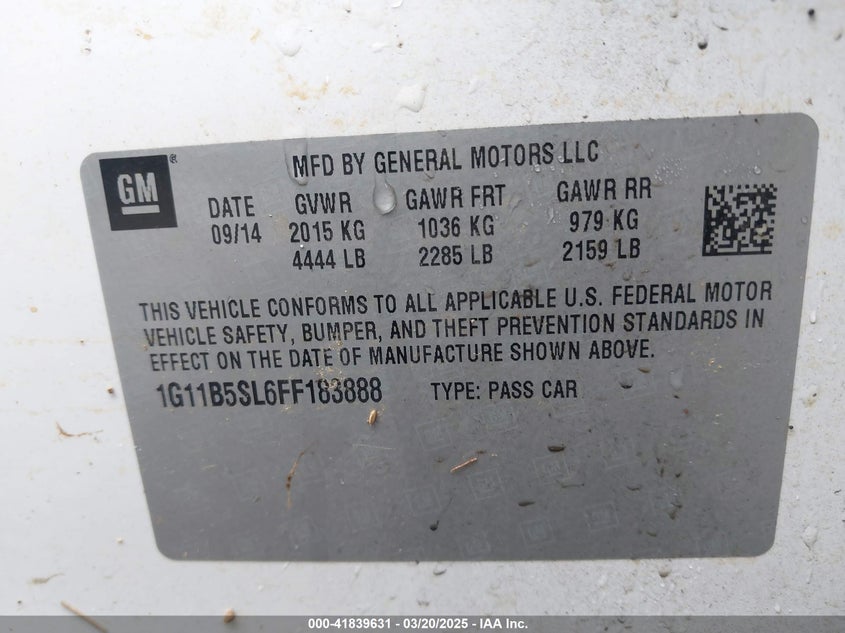 GM ®
MFD BY GENERAL MOTORS LLC
DATE GVWR GAWR FRT GAWR RR
09/14 2015 KG 1036 KG 979 KG
4444 LB 2285 LB 2159 LB
THIS VEHICLE CONFORMS TO ALL APPLICABLE U.S. FEDERAL MOTOR
VEHICLE SAFETY, BUMPER, AND THEFT PREVENTION STANDARDS IN
EFFECT ON THE DATE OF MANUFACTURE SHOWN ABOVE.
1G11B5SL6FF183888 TYPE: PASS CAR
000-41839631 - 03/20/2025 - IAA Inc.